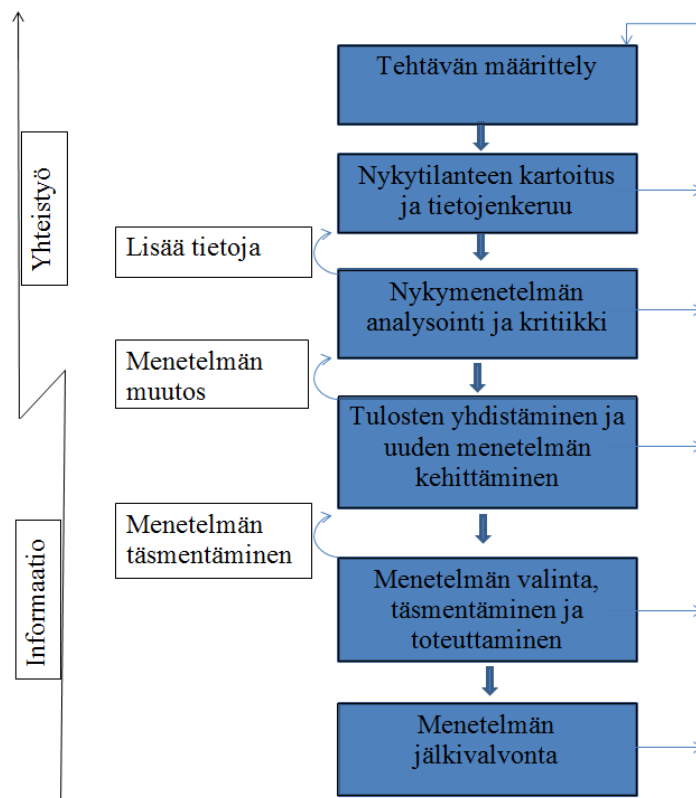 Tehtävän määrittely
Nykytilanteen kartoitus
ja tietojenkeruu
Yhteistyö
Lisää tietoja
Nykymenetelmän
analysointi ja kritiikki
Menetelmän
muutos
Tulosten yhdistäminen ja
uuden menetelmän
kehittäminen
Menetelmän
täsmentäminen
Informaatio
Menetelmän valinta,
täsmentäminen ja
toteuttaminen
Menetelmän
jälkivalvonta